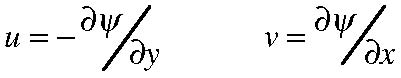 u = −∂ψ/∂y v = ∂ψ/∂x